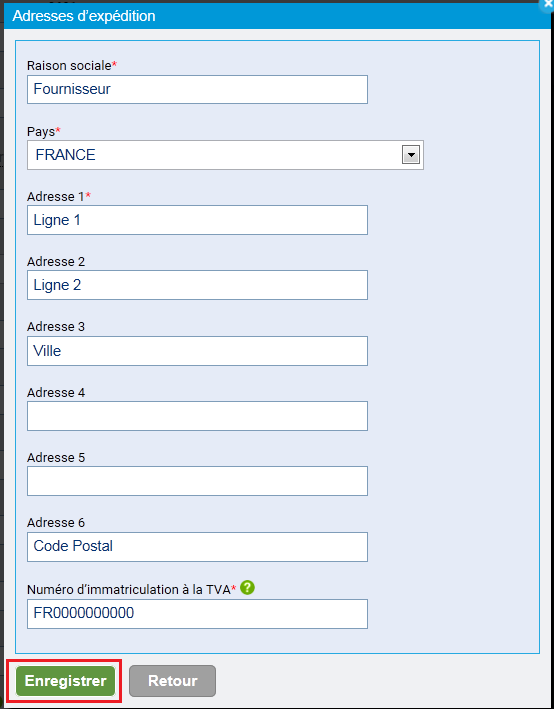 Adresses d'expédition
Raison sociale*
Fournisseur
Pays*
FRANCE
Adresse 1*
Ligne 1
Adresse 2
Ligne 2
Adresse 3
Ville
Adresse 4
Adresse 5
Adresse 6
Code Postal
Numéro d'immatriculation à la TVA* ?
FR0000000000
Enregistrer Retour